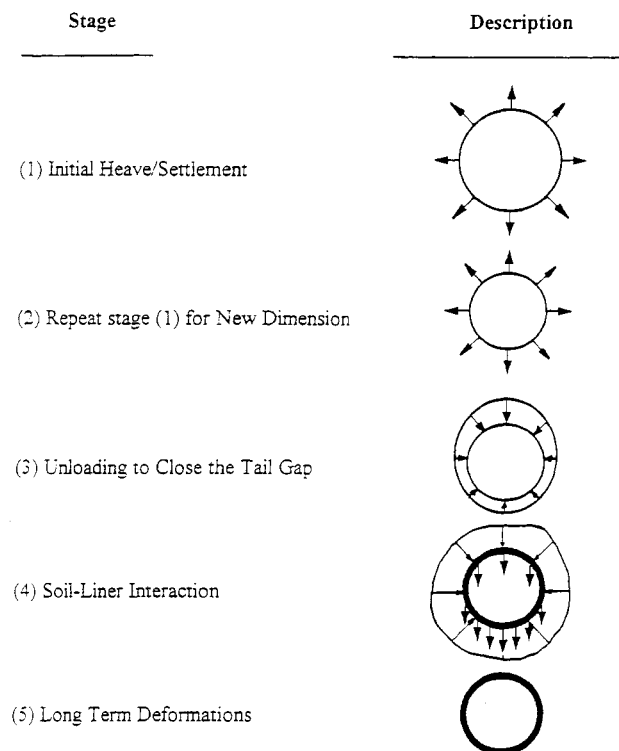 Stage Description
(1) Initial Heave/Settlement
(2) Repeat stage (1) for New Dimension
(3) Unloading to Close the Tail Gap
(4) Soil-Liner Interaction
(5) Long Term Deformations